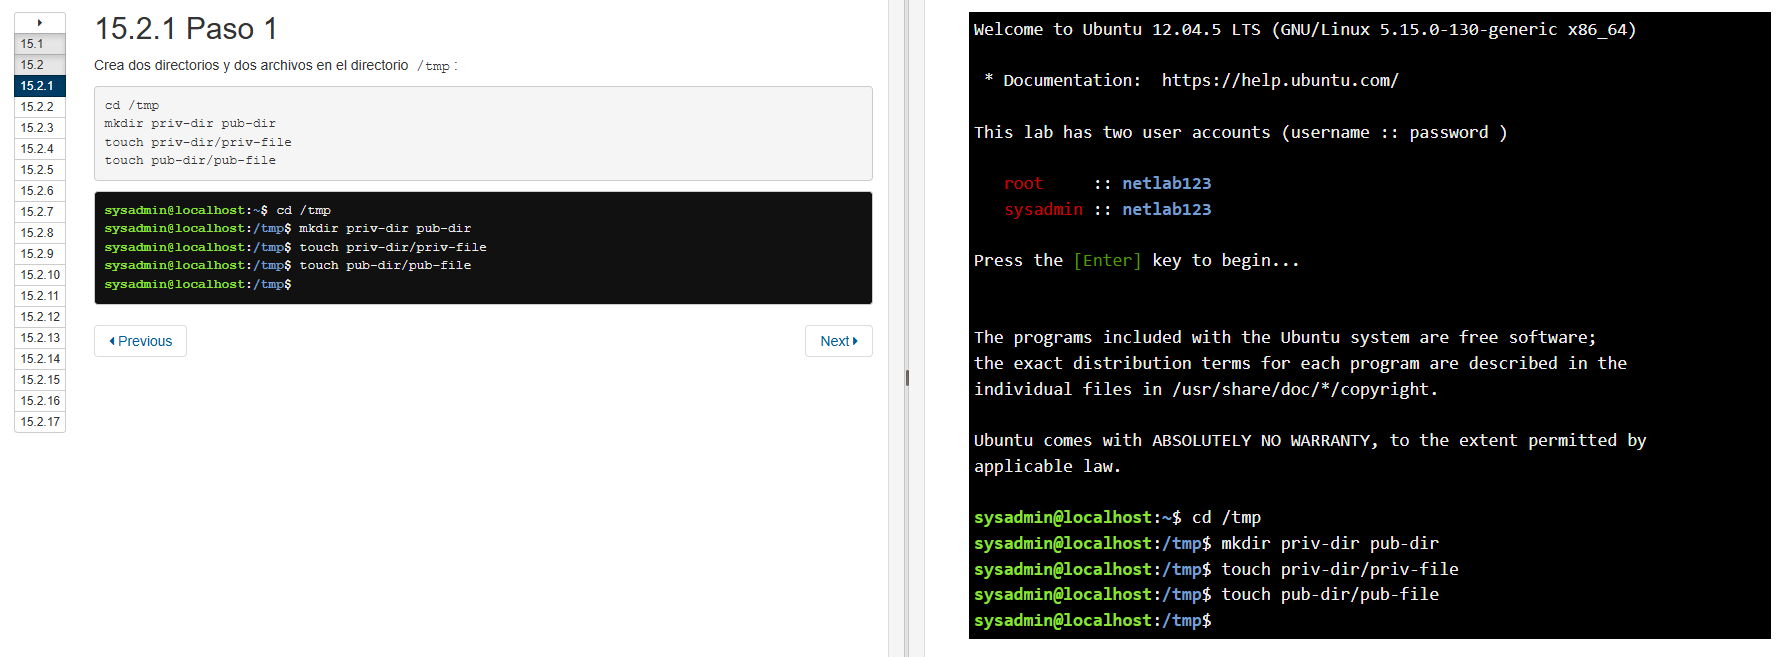 15.1
15.2
15.2.1
15.2.2
15.2.3
15.2.4
15.2.5
15.2.6
15.2.7
15.2.8
15.2.9
15.2.10
15.2.11
15.2.12
15.2.13
15.2.14
15.2.15
15.2.16
15.2.17
15.2.1 Paso 1
Crea dos directorios y dos archivos en el directorio /tmp :
cd /tmp
mkdir priv-dir pub-dir
touch priv-dir/priv-file
touch pub-dir/pub-file
sysadmin@localhost:~$ cd /tmp
sysadmin@localhost:/tmp$ mkdir priv-dir pub-dir
sysadmin@localhost:/tmp$ touch priv-dir/priv-file
sysadmin@localhost:/tmp$ touch pub-dir/pub-file
sysadmin@localhost:/tmp$
Previous
Next
Welcome to Ubuntu 12.04.5 LTS (GNU/Linux 5.15.0-130-generic x86_64)
* Documentation:  https://help.ubuntu.com/
This lab has two user accounts (username :: password )
root     :: netlab123
sysadmin :: netlab123
Press the [Enter] key to begin...
The programs included with the Ubuntu system are free software;
the exact distribution terms for each program are described in the
individual files in /usr/share/doc/*/copyright.
Ubuntu comes with ABSOLUTELY NO WARRANTY, to the extent permitted by
applicable law.
sysadmin@localhost:~$ cd /tmp
sysadmin@localhost:/tmp$ mkdir priv-dir pub-dir
sysadmin@localhost:/tmp$ touch priv-dir/priv-file
sysadmin@localhost:/tmp$ touch pub-dir/pub-file
sysadmin@localhost:/tmp$